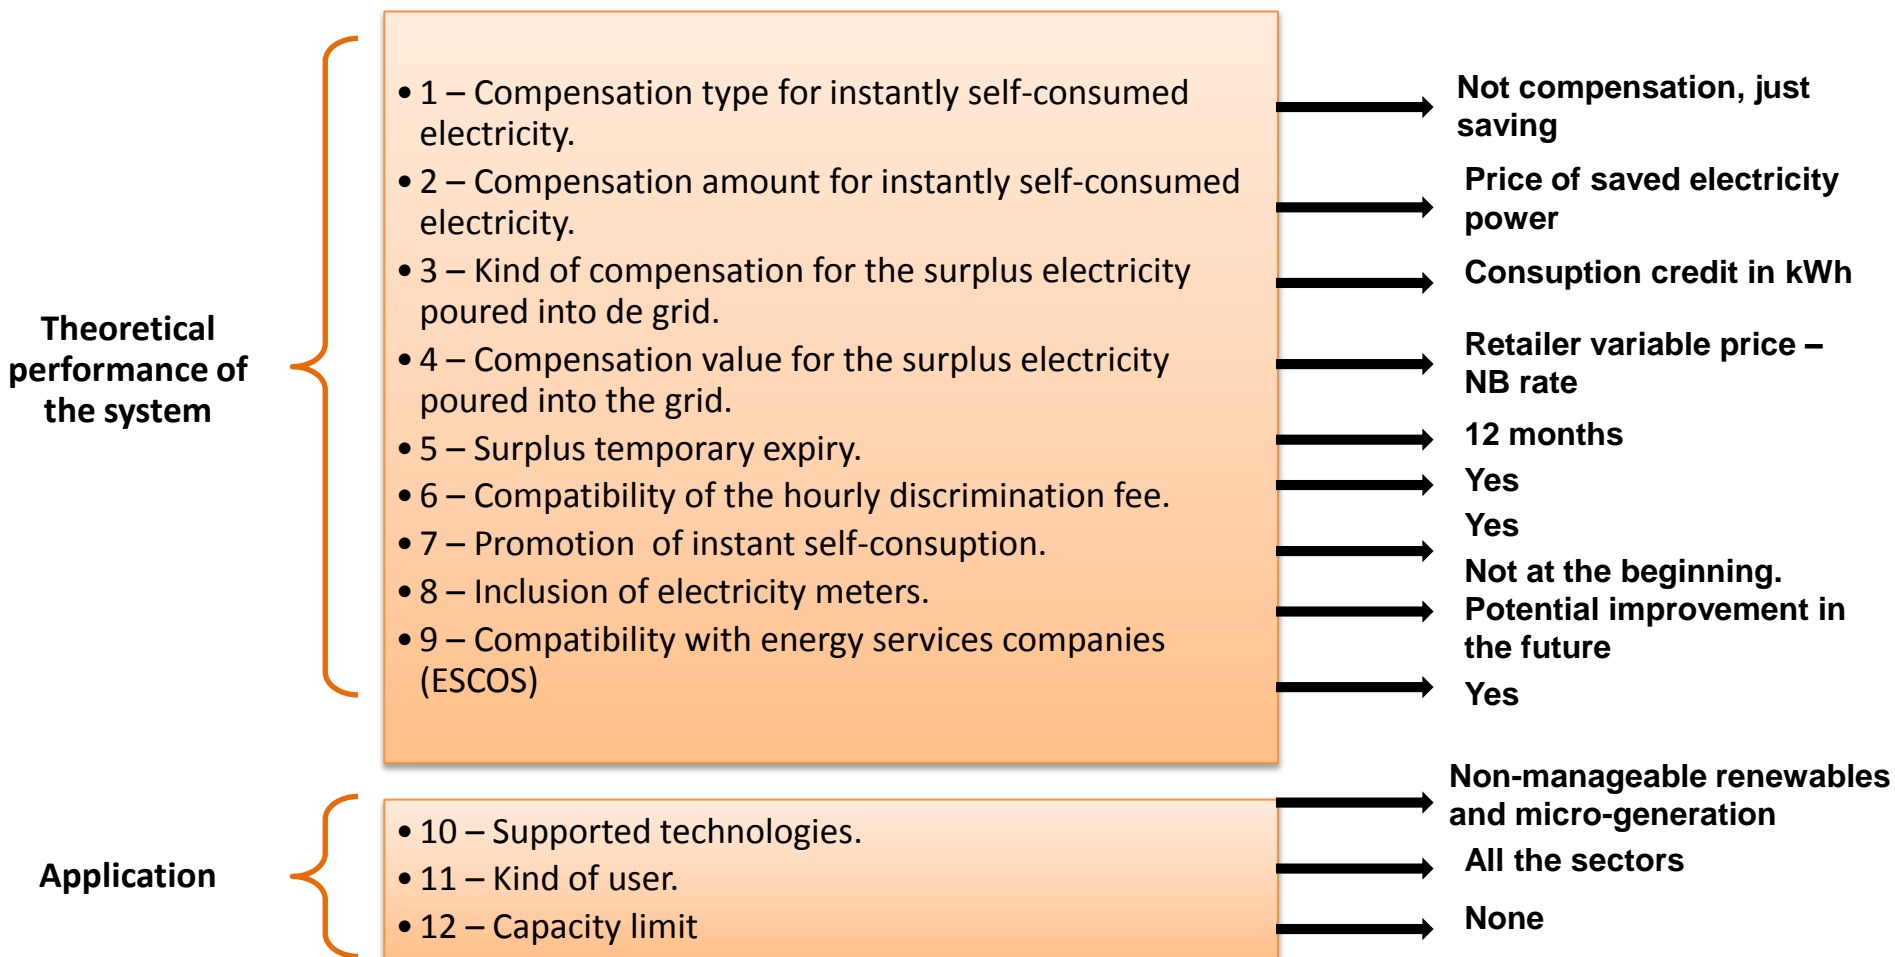 Theoretical
performance of
the system
• 1 – Compensation type for instantly self-consumed
electricity.
• 2 – Compensation amount for instantly self-consumed
electricity.
• 3 – Kind of compensation for the surplus electricity
poured into de grid.
• 4 – Compensation value for the surplus electricity
poured into the grid.
• 5 – Surplus temporary expiry.
• 6 – Compatibility of the hourly discrimination fee.
• 7 – Promotion  of instant self-consuption.
• 8 – Inclusion of electricity meters.
• 9 – Compatibility with energy services companies
(ESCOS)
Not compensation, just
saving
Price of saved electricity
power
Consuption credit in kWh
Retailer variable price –
NB rate
12 months
Yes
Yes
Not at the beginning.
Potential improvement in
the future
Yes
Application
• 10 – Supported technologies.
• 11 – Kind of user.
• 12 – Capacity limit
Non-manageable renewables
and micro-generation
All the sectors
None